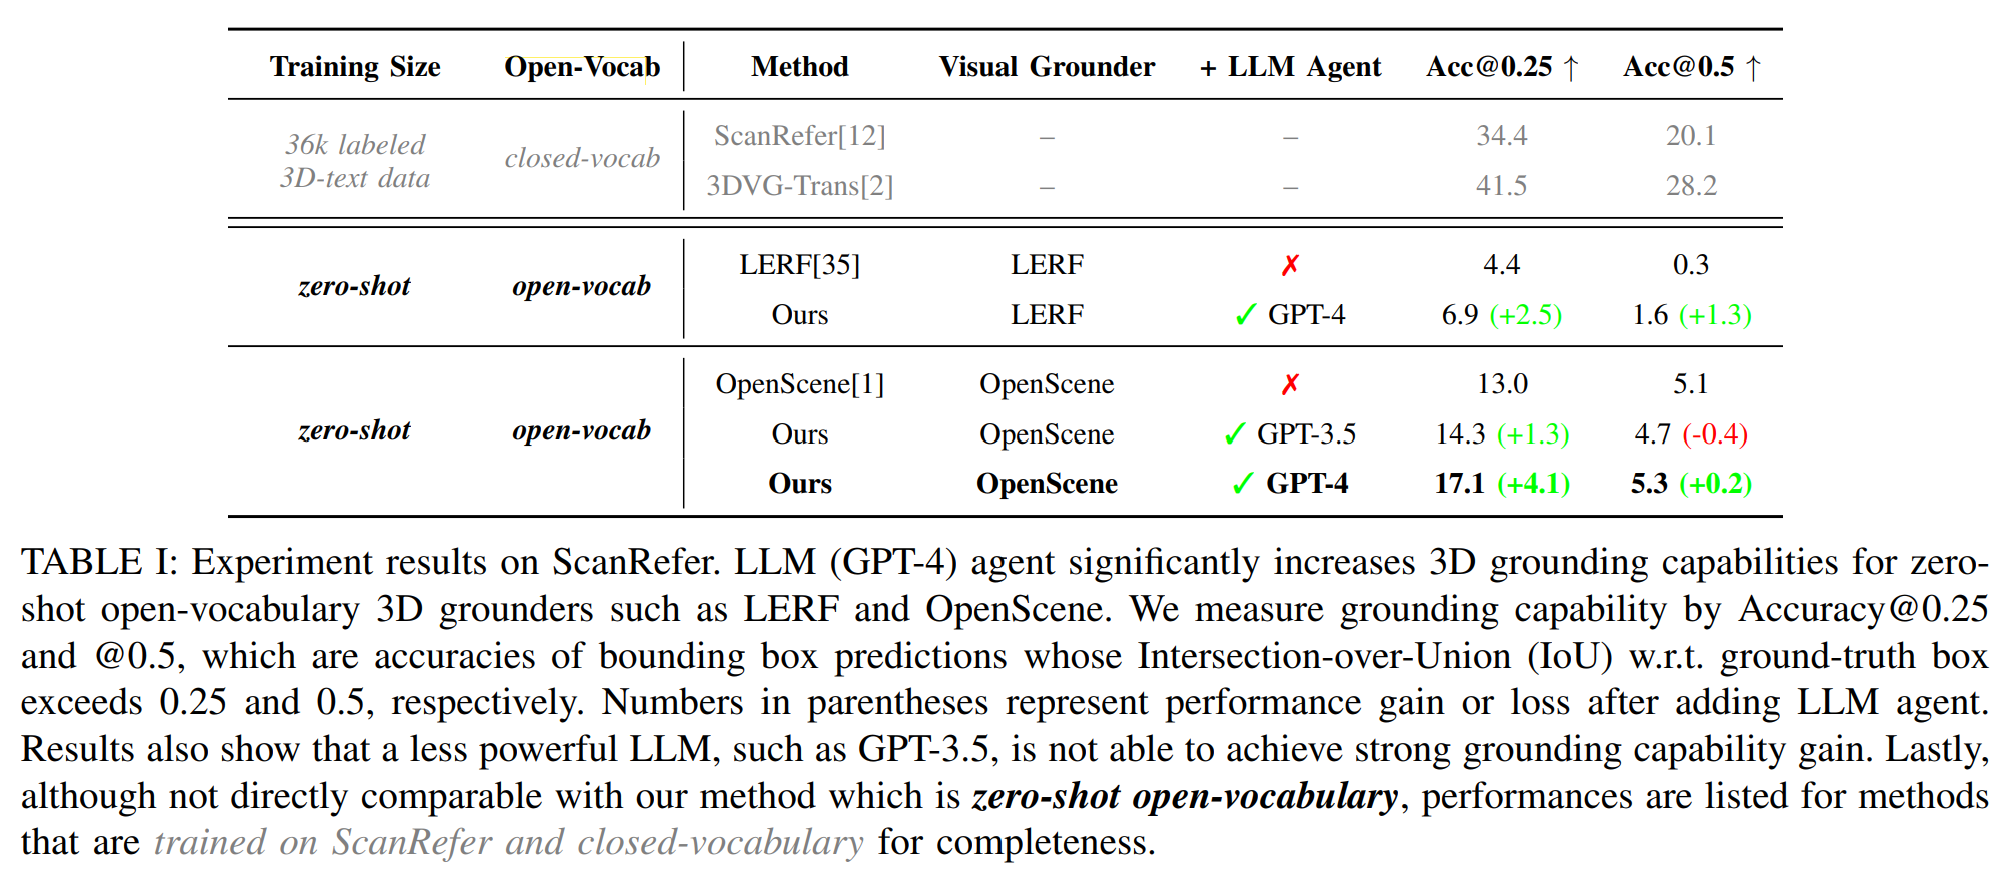 Training Size Open-Vocab Method Visual Grounder + LLM Agent Acc@0.25 ↑ Acc@0.5 ↑
36k labeled
3D-text data
closed-vocab
ScanRefer[12] – – 34.4 20.1
3DVG-Trans[2] – – 41.5 28.2
zero-shot open-vocab
LERF[35] LERF ✗ 4.4 0.3
Ours LERF ✓ GPT-4 6.9 (+2.5) 1.6 (+1.3)
zero-shot open-vocab
OpenScene[1] OpenScene ✗ 13.0 5.1
Ours OpenScene ✓ GPT-3.5 14.3 (+1.3) 4.7 (-0.4)
Ours OpenScene ✓ GPT-4 17.1 (+4.1) 5.3 (+0.2)
TABLE I: Experiment results on ScanRefer. LLM (GPT-4) agent significantly increases 3D grounding capabilities for zero-
shot open-vocabulary 3D grounders such as LERF and OpenScene. We measure grounding capability by Accuracy@0.25
and @0.5, which are accuracies of bounding box predictions whose Intersection-over-Union (IoU) w.r.t. ground-truth box
exceeds 0.25 and 0.5, respectively. Numbers in parentheses represent performance gain or loss after adding LLM agent.
Results also show that a less powerful LLM, such as GPT-3.5, is not able to achieve strong grounding capability gain. Lastly,
although not directly comparable with our method which is zero-shot open-vocabulary, performances are listed for methods
that are trained on ScanRefer and closed-vocabulary for completeness.